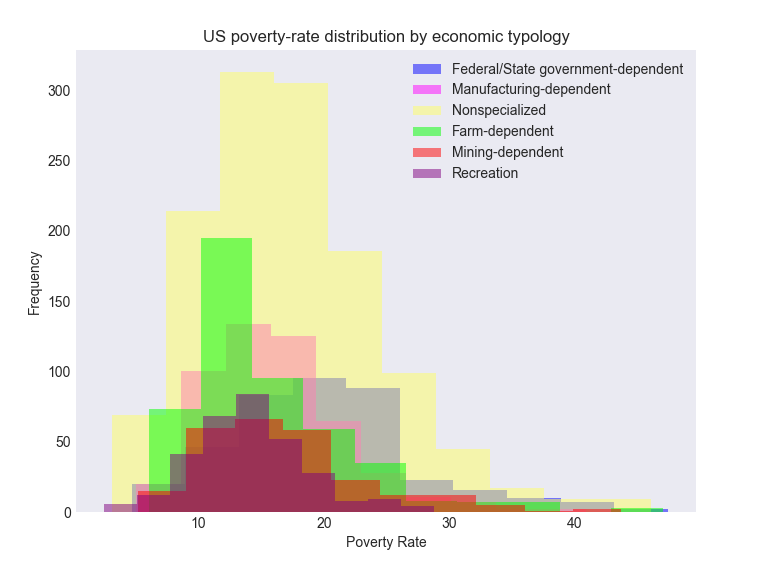 US poverty-rate distribution by economic typology
Federal/State government-dependent
Manufacturing-dependent
Nonspecialized
Farm-dependent
Mining-dependent
Recreation
300
250
200
150
100
50
0
Frequency
10 20 30 40
Poverty Rate